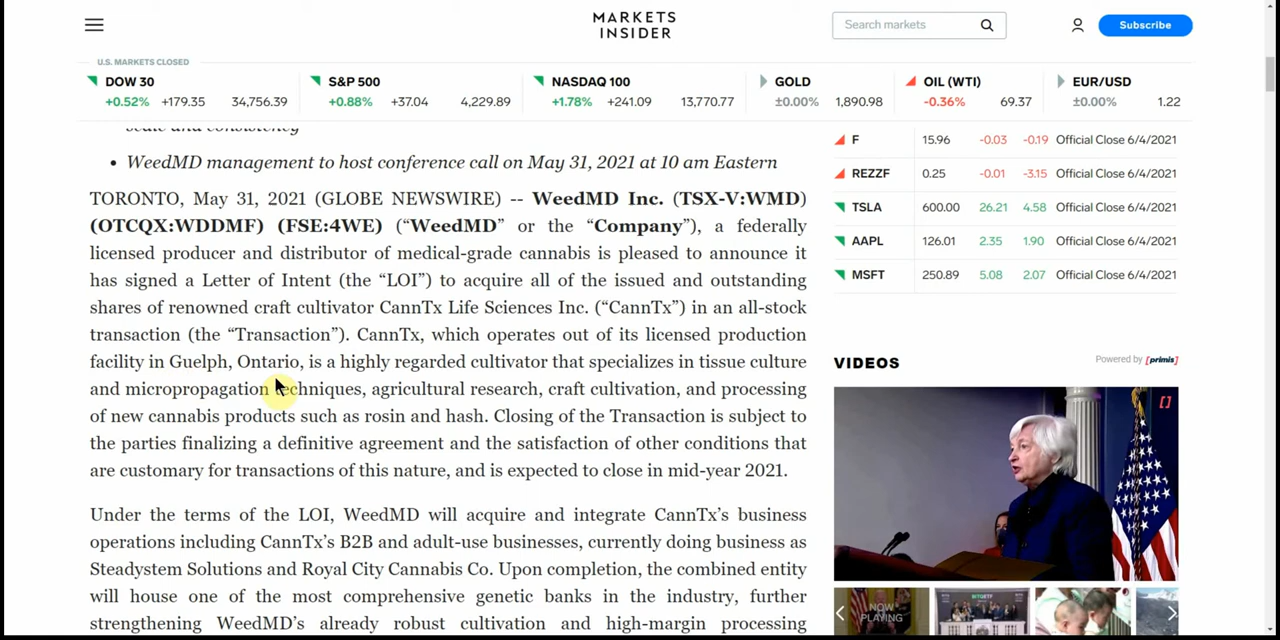 MARKETS
INSIDER
Search markets
Subscribe
U.S. MARKETS CLOSED
DOW 30
+0.52% +179.35 34,756.39
S&P 500
+0.88% +37.04 4,229.89
NASDAQ 100
+1.78% +241.09 13,770.77
GOLD
±0.00% 1,890.98
OIL (WTI)
-0.36% 69.37
EUR/USD
±0.00% 1.22
scale and consistency
• WeedMD management to host conference call on May 31, 2021 at 10 am Eastern
TORONTO, May 31, 2021 (GLOBE NEWSWIRE) -- WeedMD Inc. (TSX-V:WMD)
(OTCQX:WDDMF) (FSE:4WE) (“WeedMD” or the “Company”), a federally
licensed producer and distributor of medical-grade cannabis is pleased to announce it
has signed a Letter of Intent (the “LOI”) to acquire all of the issued and outstanding
shares of renowned craft cultivator CannTx Life Sciences Inc. (“CannTx”) in an all-stock
transaction (the “Transaction”). CannTx, which operates out of its licensed production
facility in Guelph, Ontario, is a highly regarded cultivator that specializes in tissue culture
and micropropagation techniques, agricultural research, craft cultivation, and processing
of new cannabis products such as rosin and hash. Closing of the Transaction is subject to
the parties finalizing a definitive agreement and the satisfaction of other conditions that
are customary for transactions of this nature, and is expected to close in mid-year 2021.
Under the terms of the LOI, WeedMD will acquire and integrate CannTx’s business
operations including CannTx’s B2B and adult-use businesses, currently doing business as
Steadystem Solutions and Royal City Cannabis Co. Upon completion, the combined entity
will house one of the most comprehensive genetic banks in the industry, further
strengthening WeedMD’s already robust cultivation and high-margin processing
F 15.96 -0.03 -0.19 Official Close 6/4/2021
REZZF 0.25 -0.01 -3.15 Official Close 6/4/2021
TSLA 600.00 26.21 4.58 Official Close 6/4/2021
AAPL 126.01 2.35 1.90 Official Close 6/4/2021
MSFT 250.89 5.08 2.07 Official Close 6/4/2021
VIDEOS
Powered by [primis]
NOW
PLAYING